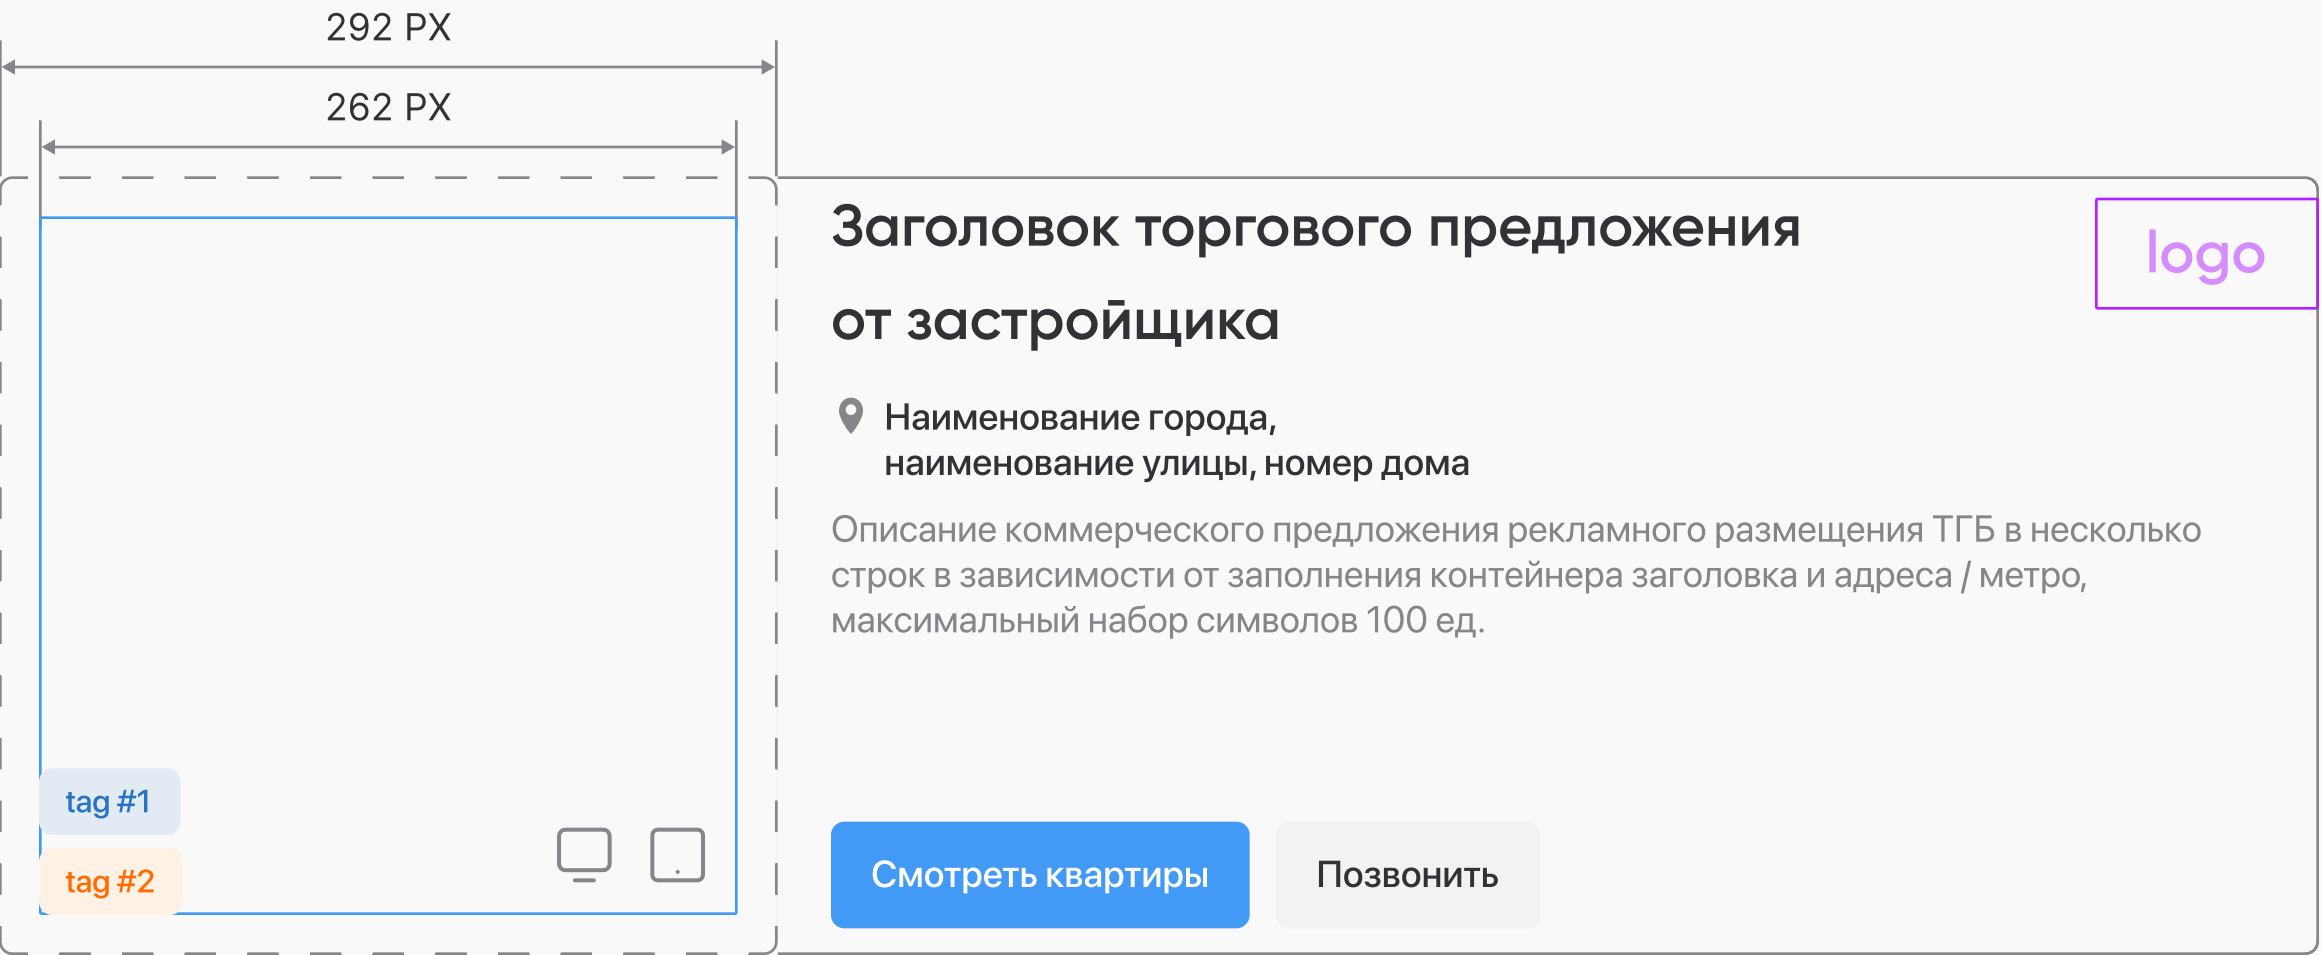 292 PX
262 PX
Заголовок торгового предложения
от застройщика
logo
Наименование города,
наименование улицы, номер дома
Описание коммерческого предложения рекламного размещения ТГБ в несколько
строк в зависимости от заполнения контейнера заголовка и адреса / метро,
максимальный набор символов 100 ед.
tag #1
tag #2
Смотреть квартиры
Позвонить